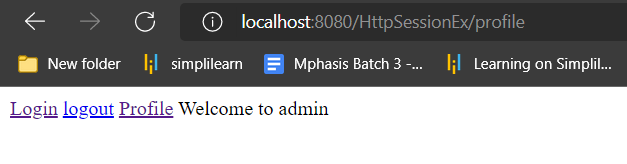 localhost:8080/HttpSessionEx/profile
New folder simplilearn Mphasis Batch 3 -... Learning on Simplil...
Login logout Profile Welcome to admin